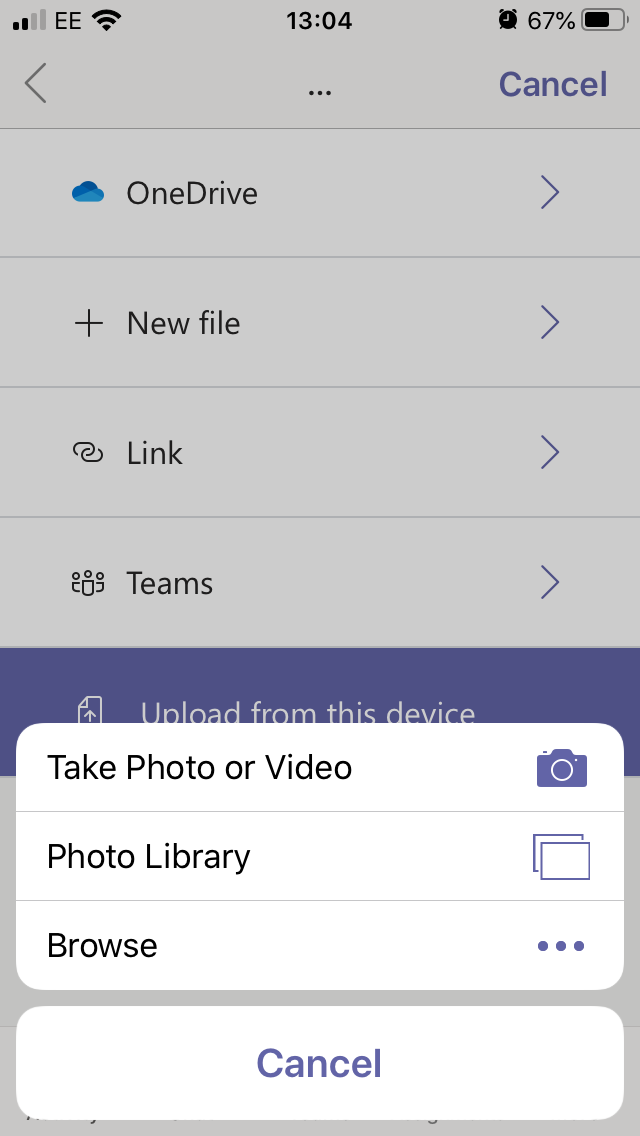 EE 13:04 67%
... Cancel
OneDrive
New file
Link
Teams
Upload from this device
Take Photo or Video
Photo Library
Browse
Cancel